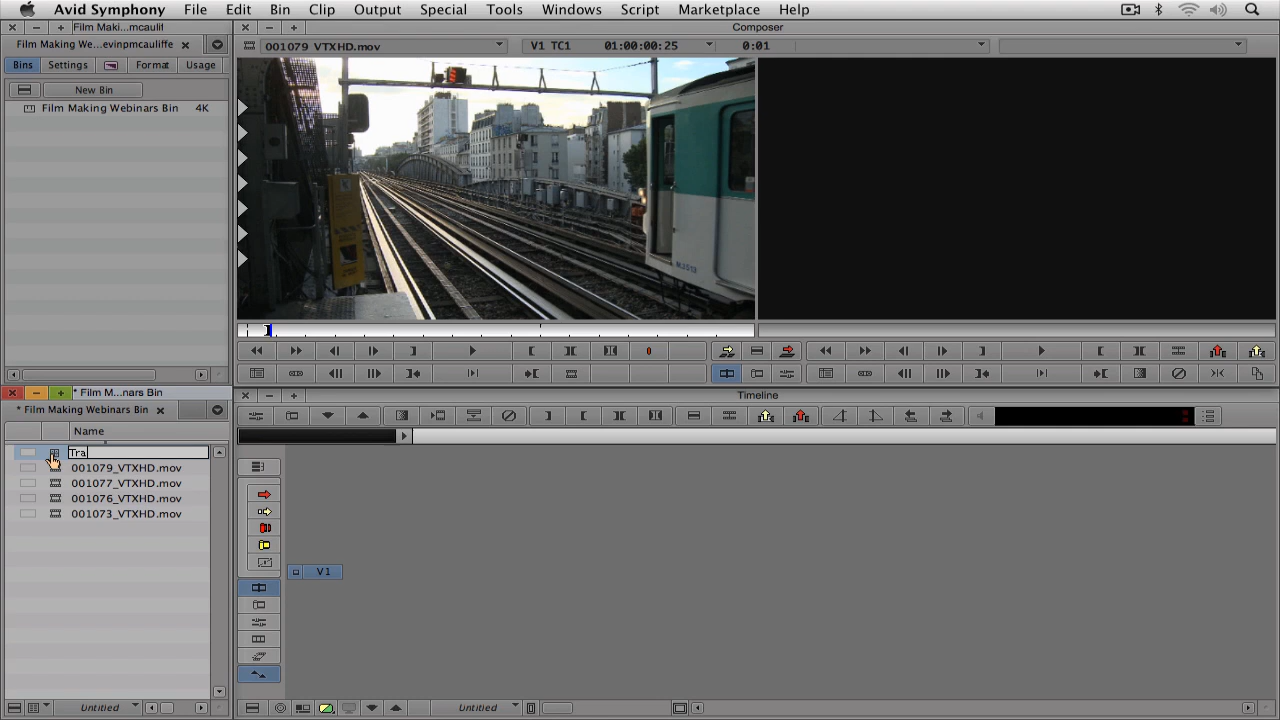 Avid Symphony File Edit Bin Clip Output Special Tools Windows Script Marketplace Help
Film Maki...mcaulif
Composer
Film Making We...evinpmcauliffe
001079_VTXHD.mov V1 TC1 01:00:00:25 0:01
Bins Settings Format Usage
New Bin
Film Making Webinars Bin 4K
* Film M...nars Bin
Timeline
* Film Making Webinars Bin
Name
Tra
001079_VTXHD.mov
001077_VTXHD.mov
001076_VTXHD.mov
001073_VTXHD.mov
V1
Untitled
Untitled